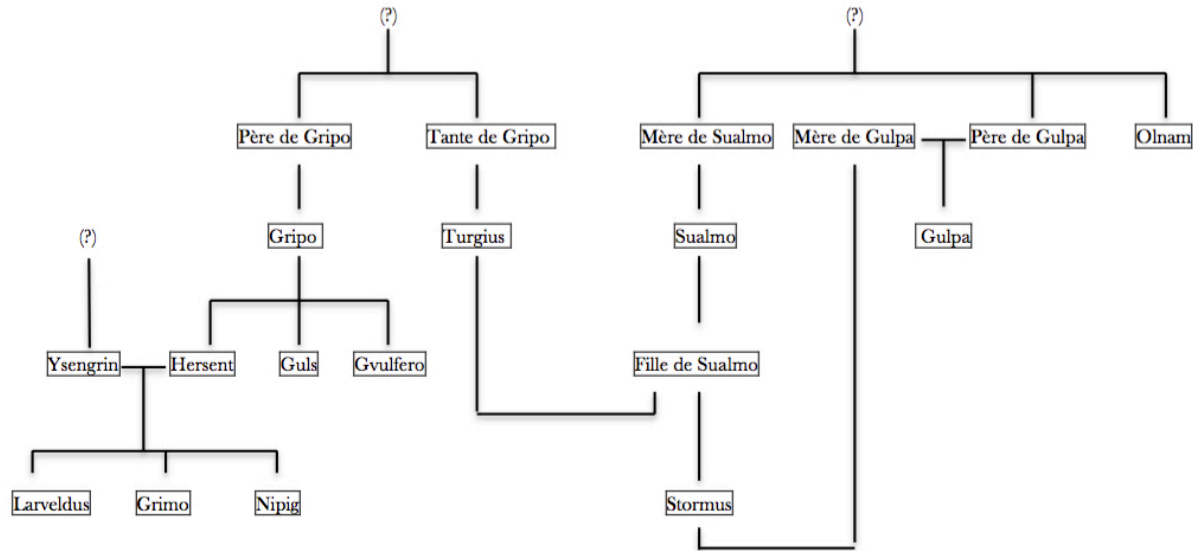 (?) (?)
Père de Gripo Tante de Gripo Mère de Sualmo Mère de Gulpa Père de Gulpa Olnam
(?) Gripo Turgius Sualmo Gulpa
Ysengrin Hersent Guls Gvulfero Fille de Sualmo
Larveldus Grimo Nipig Stormus